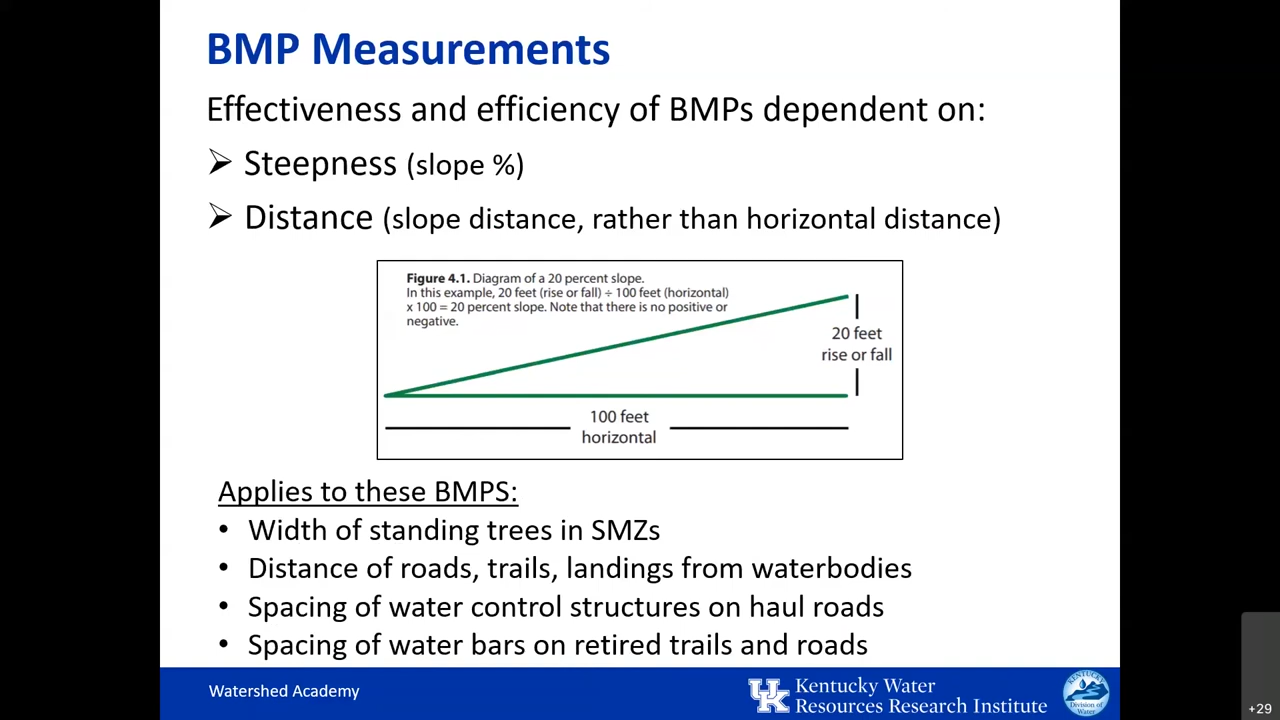 BMP Measurements
Effectiveness and efficiency of BMPs dependent on:
➢ Steepness (slope %)
➢ Distance (slope distance, rather than horizontal distance)
Figure 4.1. Diagram of a 20 percent slope.
In this example, 20 feet (rise or fall) ÷ 100 feet (horizontal)
x 100 = 20 percent slope. Note that there is no positive or
negative.
20 feet
rise or fall
100 feet
horizontal
Applies to these BMPS:
• Width of standing trees in SMZs
• Distance of roads, trails, landings from waterbodies
• Spacing of water control structures on haul roads
• Spacing of water bars on retired trails and roads
Watershed Academy
UK
Kentucky Water
Resources Research Institute
KENTUCKY
Division of
Water
+29